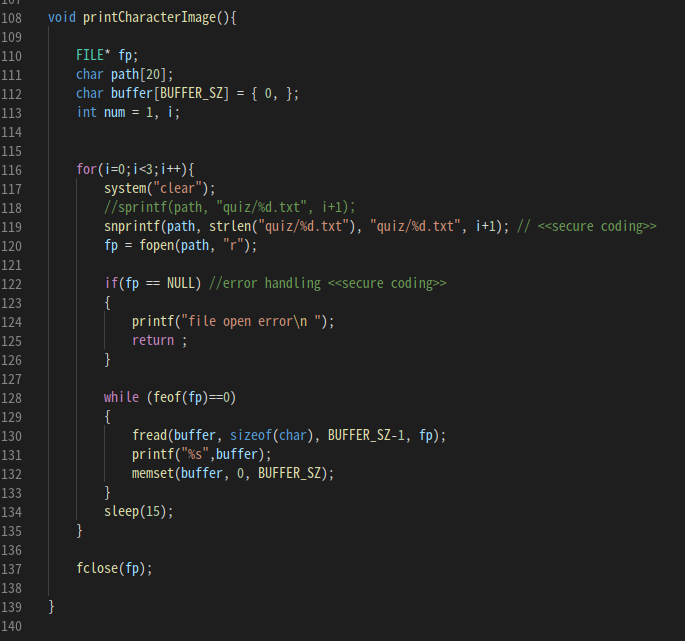 108 void printCharacterImage(){
109
110 FILE* fp;
111 char path[20];
112 char buffer[BUFFER_SZ] = { 0, };
113 int num = 1, i;
114
115
116 for(i=0;i<3;i++){
117 system("clear");
118 //sprintf(path, "quiz/%d.txt", i+1);
119 snprintf(path, strlen("quiz/%d.txt"), "quiz/%d.txt", i+1); // <<secure coding>>
120 fp = fopen(path, "r");
121
122 if(fp == NULL) //error handling <<secure coding>>
123 {
124 printf("file open error\n ");
125 return ;
126 }
127
128 while (feof(fp)==0)
129 {
130 fread(buffer, sizeof(char), BUFFER_SZ-1, fp);
131 printf("%s",buffer);
132 memset(buffer, 0, BUFFER_SZ);
133 }
134 sleep(15);
135 }
136
137 fclose(fp);
138
139 }
140